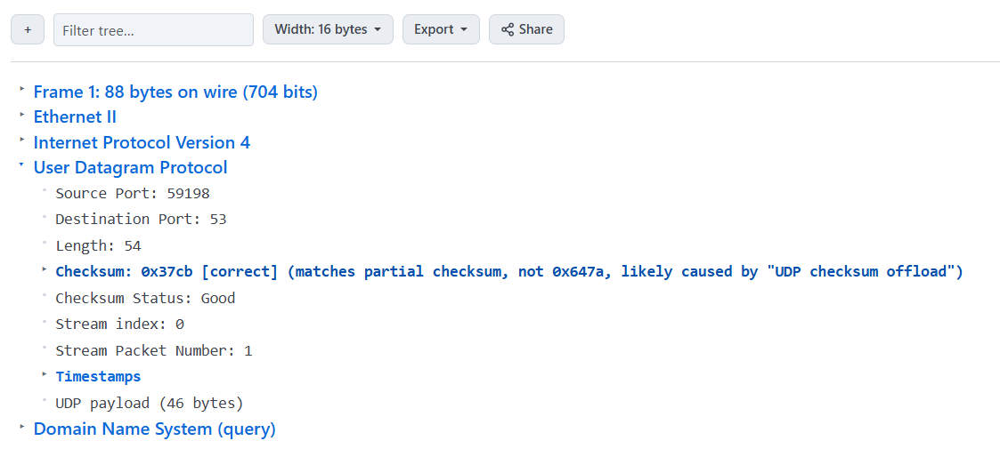 + Filter tree... Width: 16 bytes Export Share
Frame 1: 88 bytes on wire (704 bits)
Ethernet II
Internet Protocol Version 4
User Datagram Protocol
Source Port: 59198
Destination Port: 53
Length: 54
Checksum: 0x37cb [correct] (matches partial checksum, not 0x647a, likely caused by "UDP checksum offload")
Checksum Status: Good
Stream index: 0
Stream Packet Number: 1
Timestamps
UDP payload (46 bytes)
Domain Name System (query)